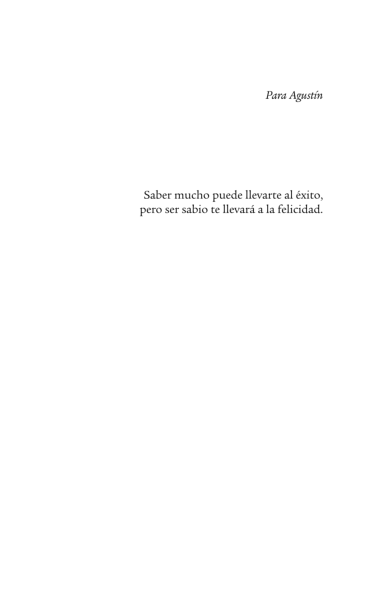 Para Agustín
Saber mucho puede llevarte al éxito,
pero ser sabio te llevará a la felicidad.